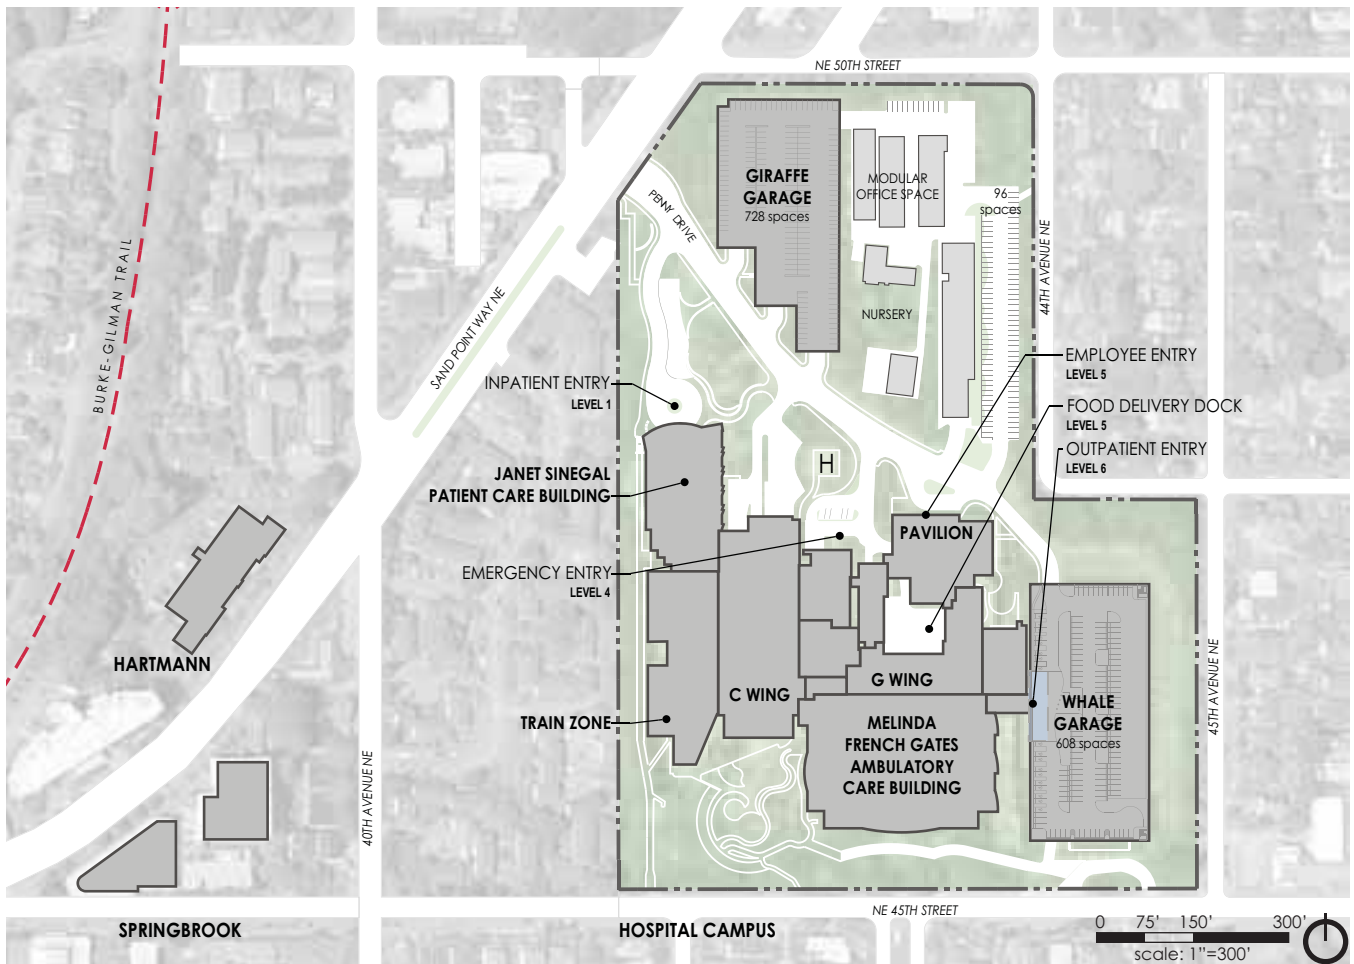 NE 50TH STREET
GIRAFFE
GARAGE
728 spaces
MODULAR
OFFICE SPACE
96
spaces
PENNY DRIVE
44TH AVENUE NE
BURKE-GILMAN TRAIL
SAND POINT WAY NE
NURSERY
EMPLOYEE ENTRY
LEVEL 5
INPATIENT ENTRY
LEVEL 1
FOOD DELIVERY DOCK
LEVEL 5
OUTPATIENT ENTRY
LEVEL 6
H
JANET SINEGAL
PATIENT CARE BUILDING
PAVILION
EMERGENCY ENTRY
LEVEL 4
HARTMANN
G WING
C WING
TRAIN ZONE
MELINDA
FRENCH GATES
AMBULATORY
CARE BUILDING
WHALE
GARAGE
608 spaces
45TH AVENUE NE
40TH AVENUE NE
NE 45TH STREET
SPRINGBROOK
HOSPITAL CAMPUS
0 75' 150' 300'
scale: 1"=300'